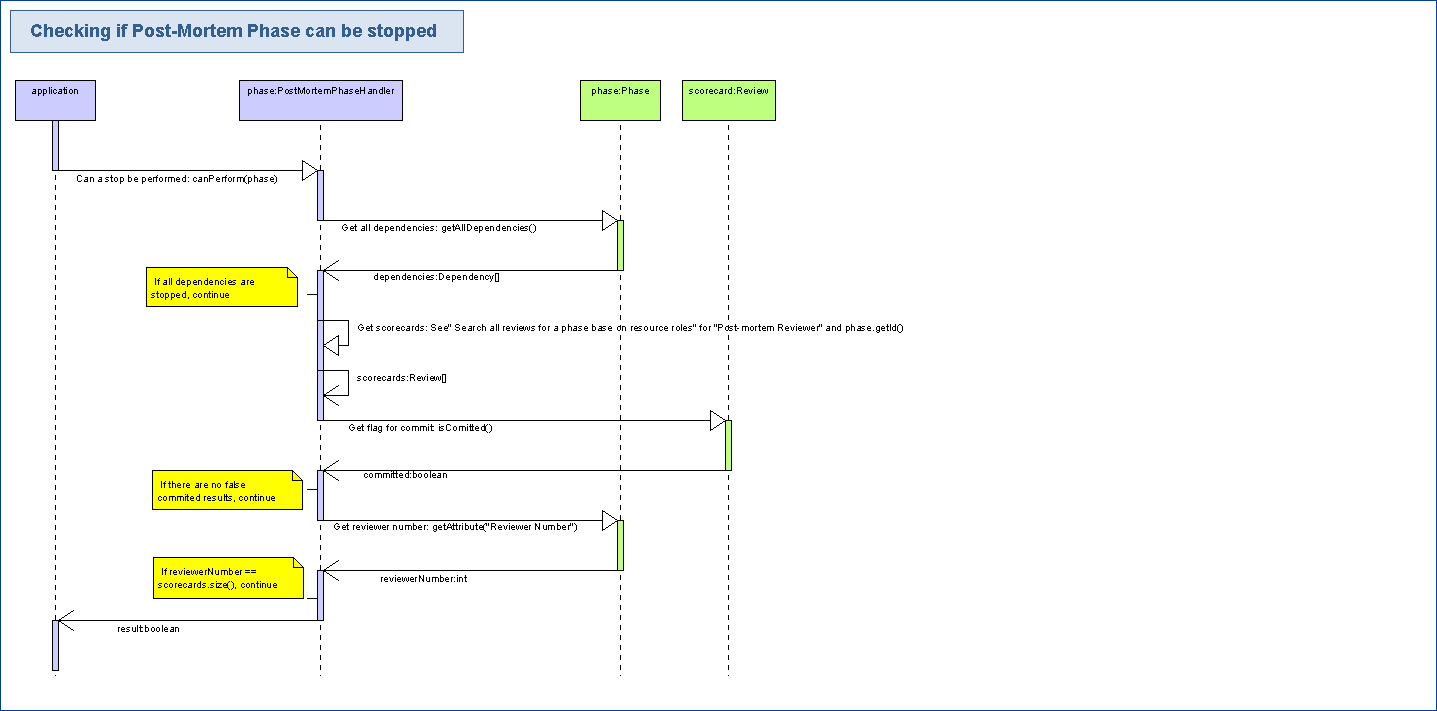 Checking if Post-Mortem Phase can be stopped
application
phase:PostMortemPhaseHandler
phase:Phase
scorecard:Review
Can a stop be performed: canPerform(phase)
Get all dependencies: getAllDependencies()
dependencies:Dependency[]
If all dependencies are
stopped, continue
Get scorecards: See" Search all reviews for a phase base on resource roles" for "Post-mortem Reviewer" and phase.getId()
scorecards:Review[]
Get flag for commit: isComitted()
committed:boolean
If there are no false
commited results, continue
Get reviewer number: getAttribute("Reviewer Number")
If reviewerNumber ==
scorecards.size(), continue
reviewerNumber:int
result:boolean